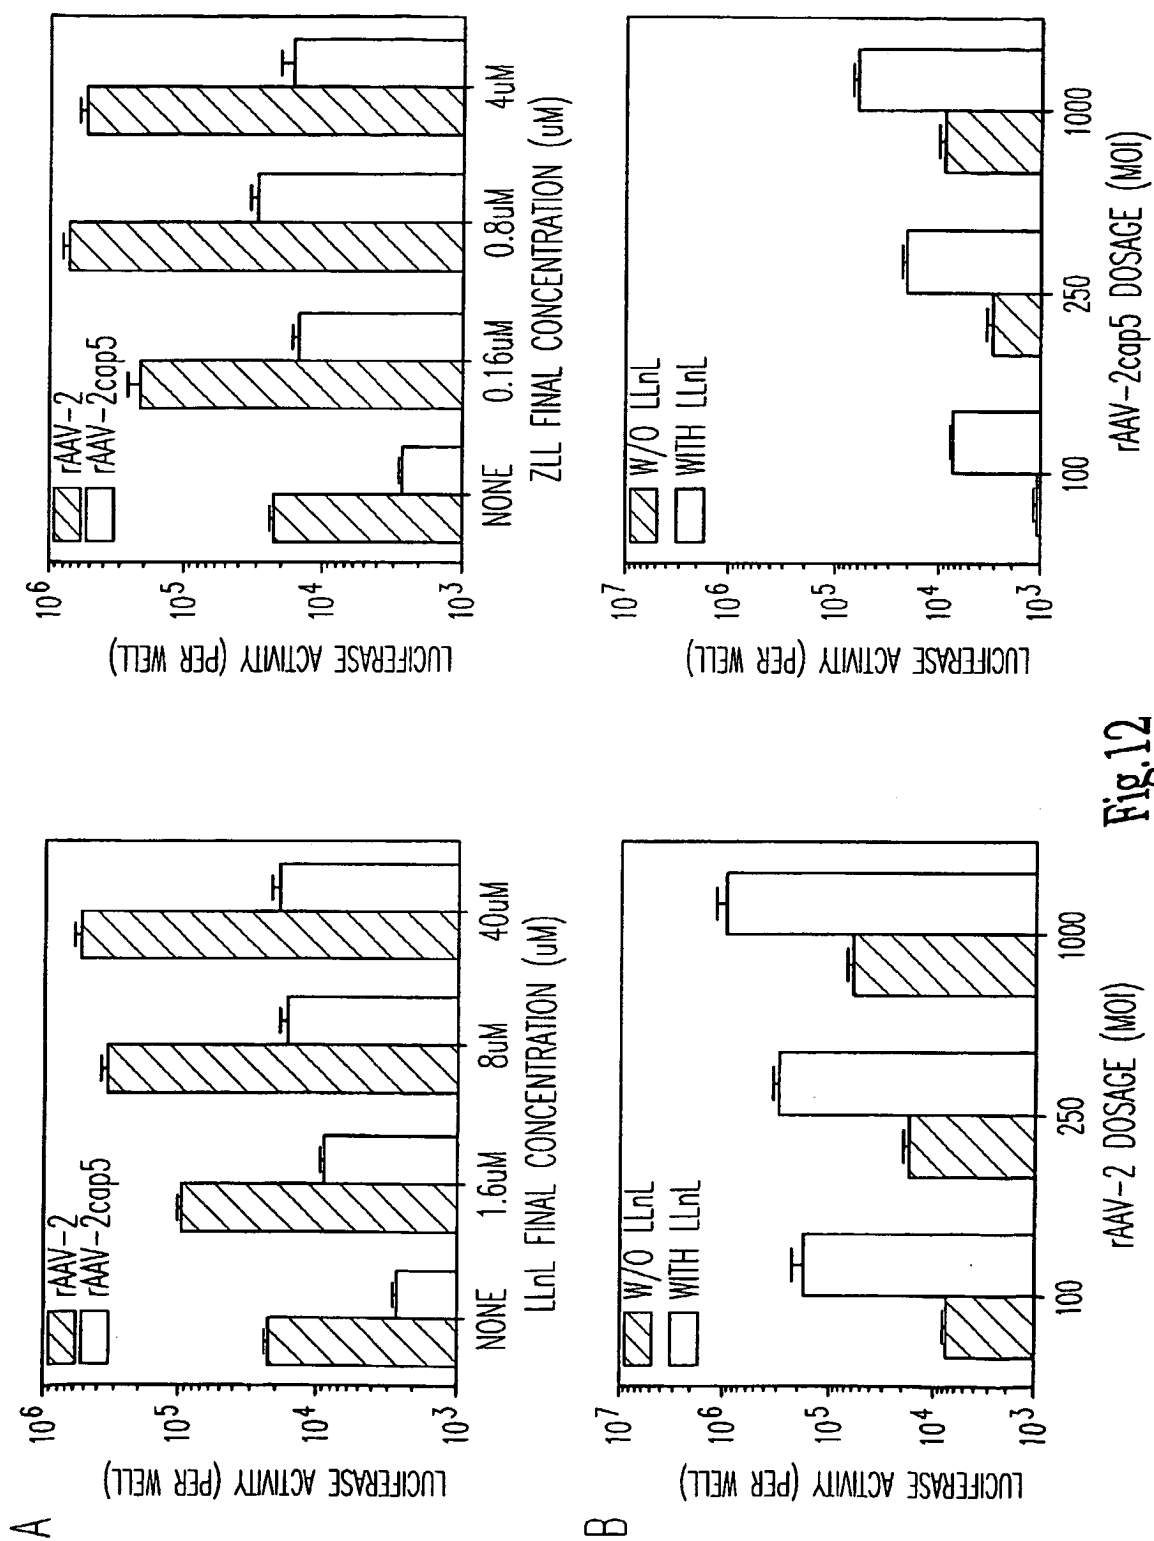 A
LUCIFERASE ACTIVITY (PER WELL)
10^6
10^5
10^4
10^3
rAAV-2
rAAV-2cap5
NONE 1.6uM 8uM 40uM
LLnL FINAL CONCENTRATION (uM)
LUCIFERASE ACTIVITY (PER WELL)
10^6
10^5
10^4
10^3
rAAV-2
rAAV-2cap5
NONE 0.16uM 0.8uM 4uM
ZLL FINAL CONCENTRATION (uM)
B
LUCIFERASE ACTIVITY (PER WELL)
10^7
10^6
10^5
10^4
10^3
W/O LLnL
WITH LLnL
100 250 1000
rAAV-2 DOSAGE (MOI)
LUCIFERASE ACTIVITY (PER WELL)
10^7
10^6
10^5
10^4
10^3
W/O LLnL
WITH LLnL
100 250 1000
rAAV-2cap5 DOSAGE (MOI)
Fig.12